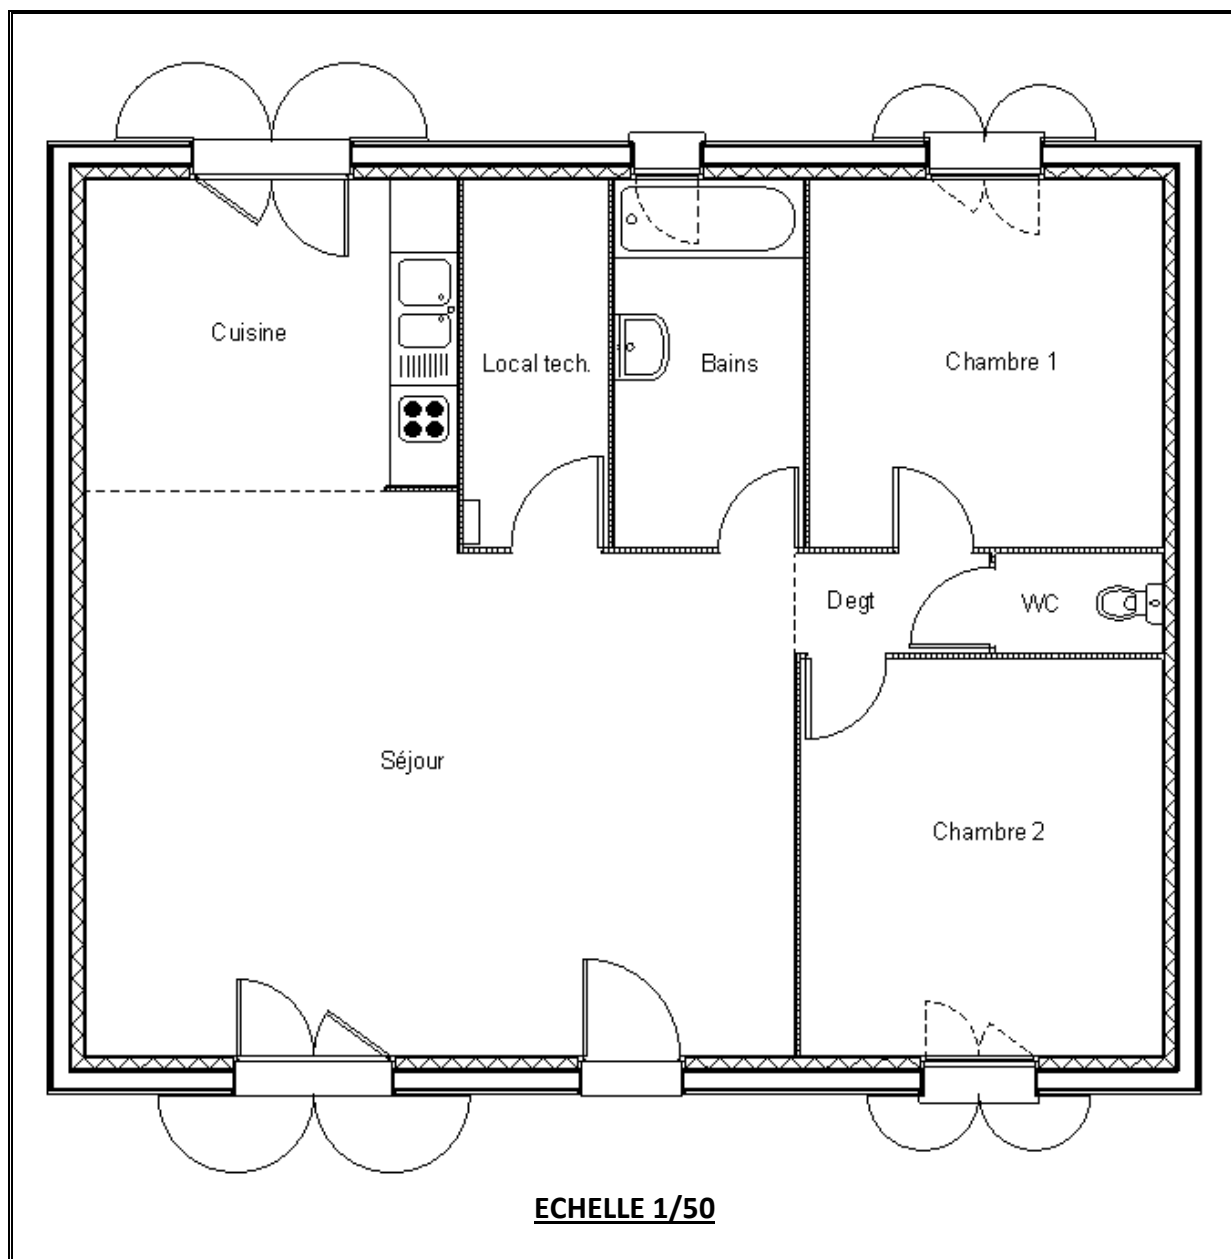 Cuisine
Local tech.
Bains
Chambre 1
Degt
WC
Séjour
Chambre 2
ECHELLE 1/50